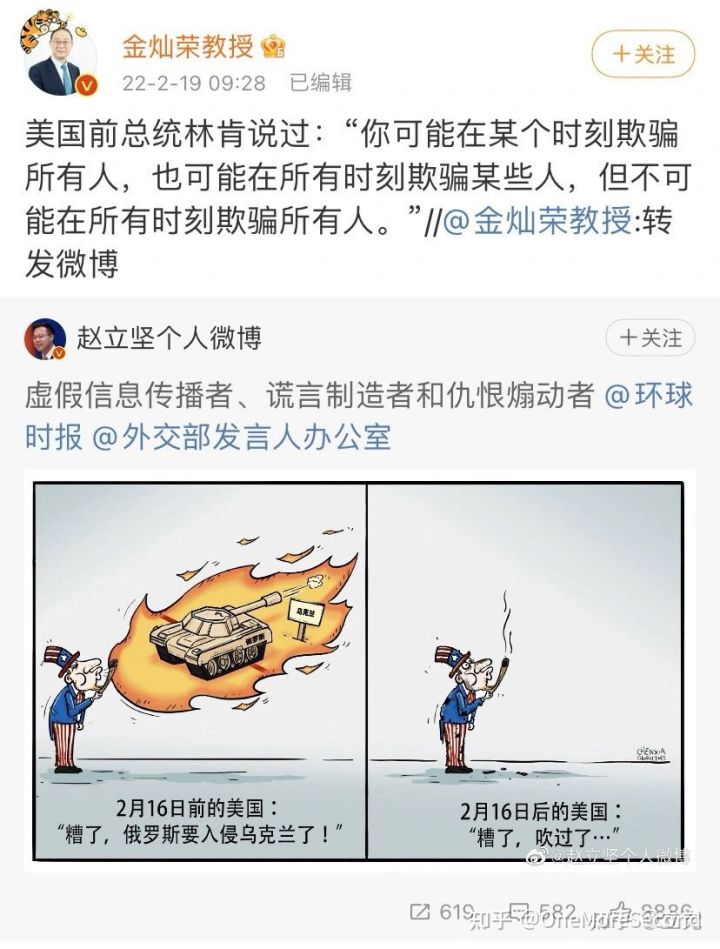 金灿荣教授
+关注
22-2-19 09:28 已编辑
美国前总统林肯说过：“你可能在某个时刻欺骗
所有人，也可能在所有时刻欺骗某些人，但不可
能在所有时刻欺骗所有人。”//@金灿荣教授:转
发微博
赵立坚个人微博
+关注
虚假信息传播者、谎言制造者和仇恨煽动者 @环球
时报 @外交部发言人办公室
乌克兰
俄罗斯
CHENXIA
2月16日前的美国：
“糟了，俄罗斯要入侵乌克兰了！”
2月16日后的美国：
“糟了，吹过了…”
@赵立坚个人微博
619 582
知乎 @OneMoreSecond